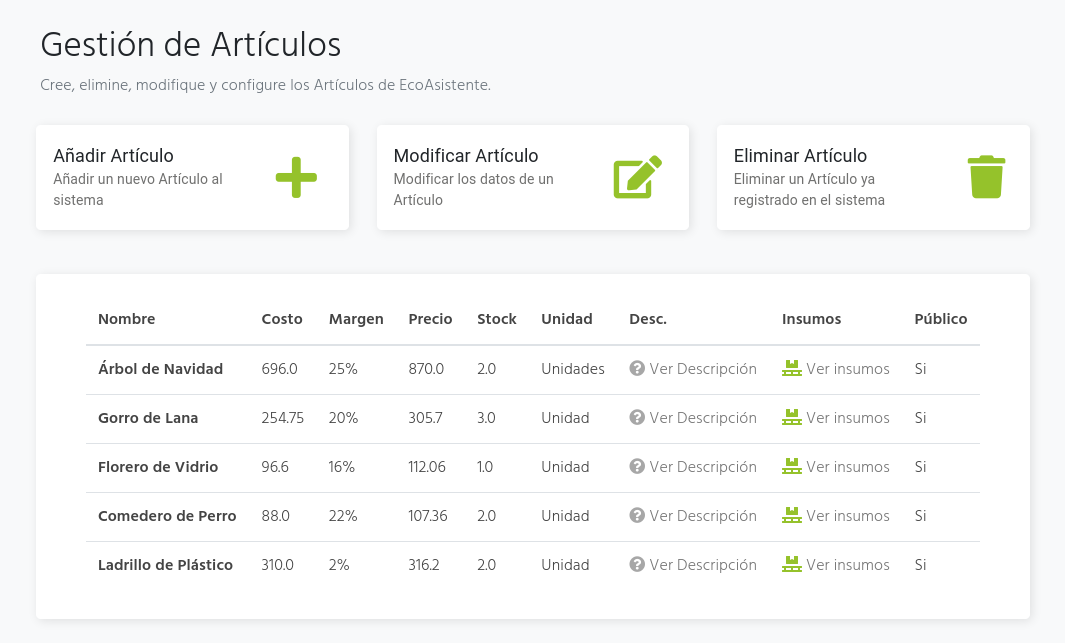 Gestión de Artículos
Cree, elimine, modifique y configure los Artículos de EcoAsistente.
Añadir Artículo
Añadir un nuevo Artículo al
sistema
Modificar Artículo
Modificar los datos de un
Artículo
Eliminar Artículo
Eliminar un Artículo ya
registrado en el sistema
Nombre Costo Margen Precio Stock Unidad Desc. Insumos Público
Árbol de Navidad 696.0 25% 870.0 2.0 Unidades Ver Descripción Ver insumos Si
Gorro de Lana 254.75 20% 305.7 3.0 Unidad Ver Descripción Ver insumos Si
Florero de Vidrio 96.6 16% 112.06 1.0 Unidad Ver Descripción Ver insumos Si
Comedero de Perro 88.0 22% 107.36 2.0 Unidad Ver Descripción Ver insumos Si
Ladrillo de Plástico 310.0 2% 316.2 2.0 Unidad Ver Descripción Ver insumos Si